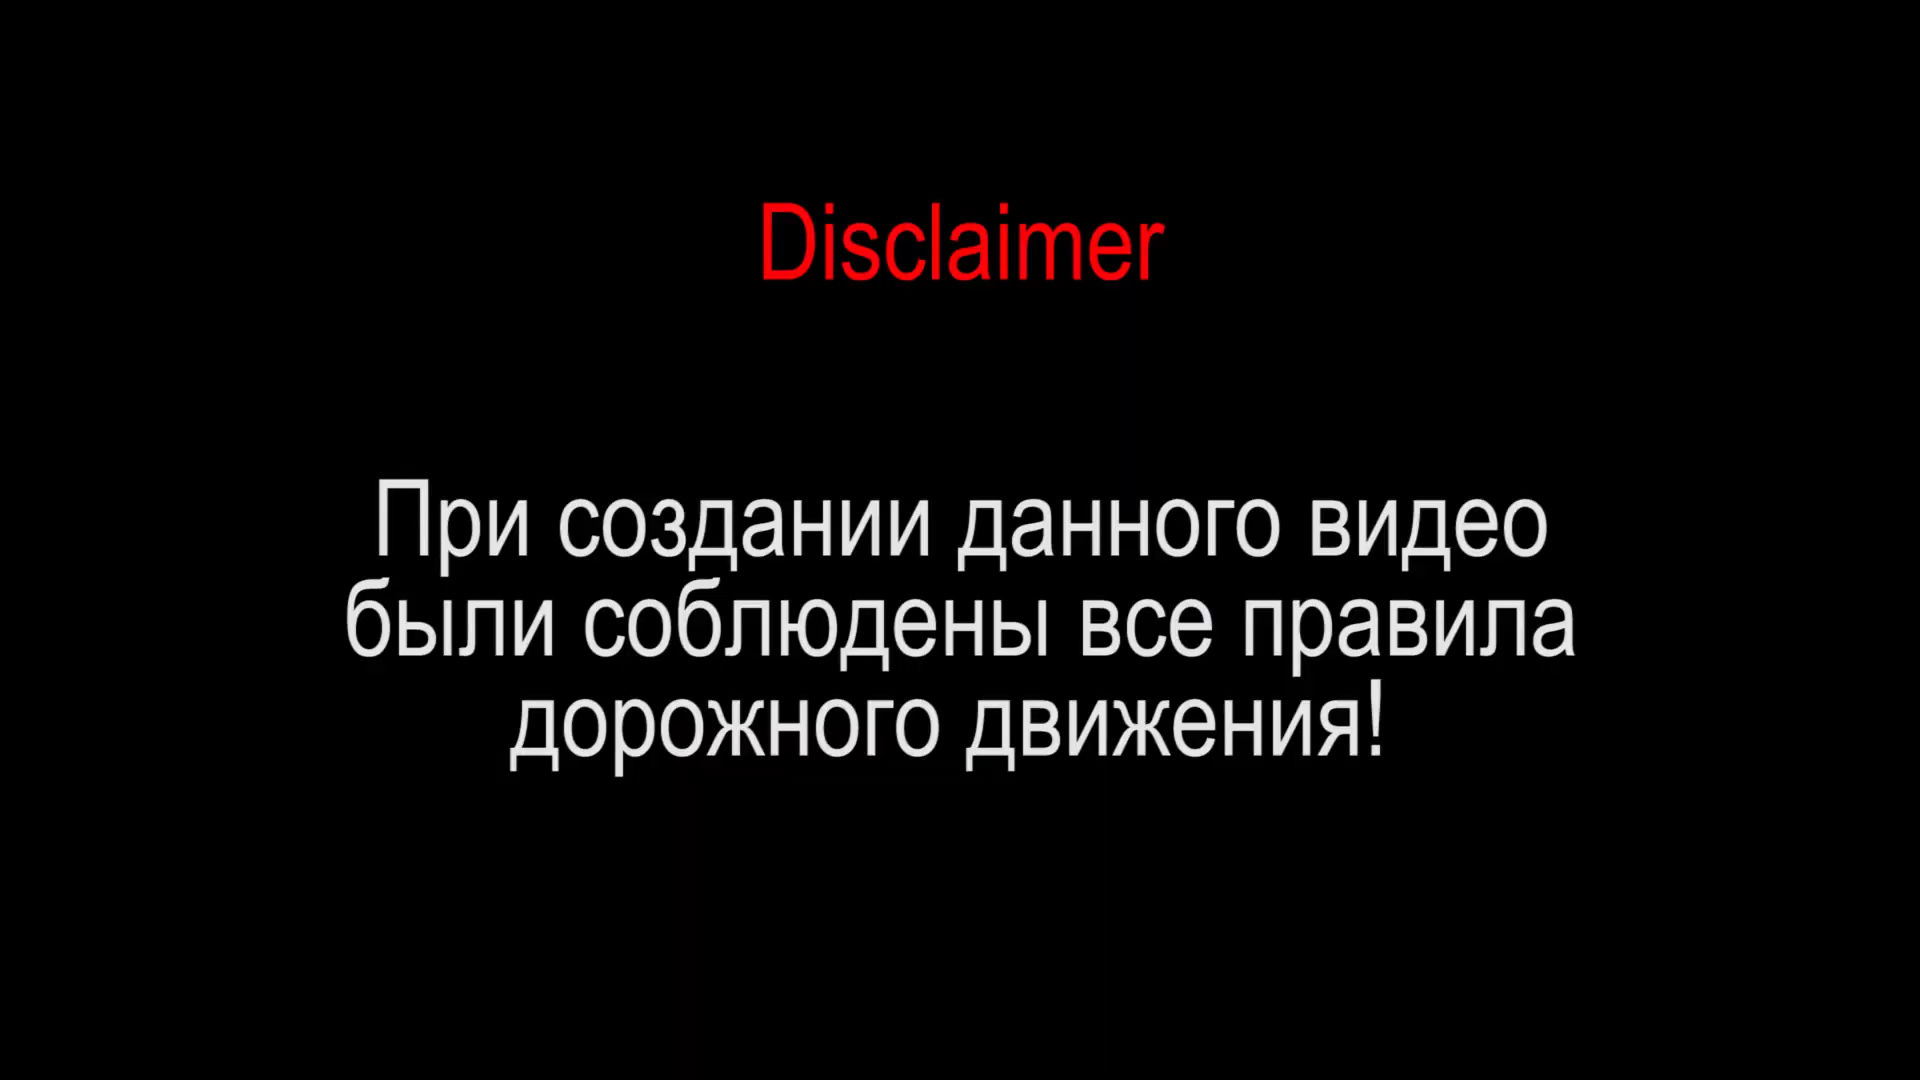 Disclaimer
При создании данного видео
были соблюдены все правила
дорожного движения!